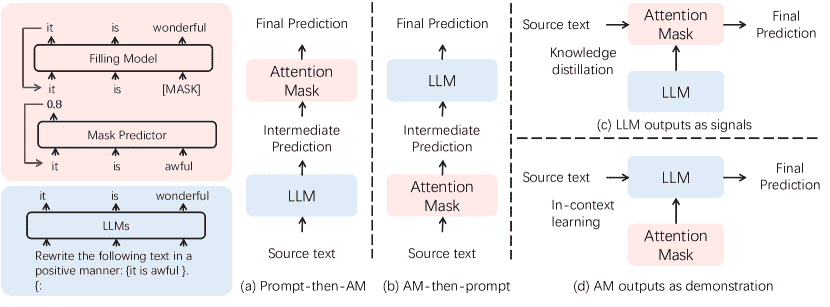 it is wonderful
Filling Model
it is [MASK]
0.8
Mask Predictor
it is awful
it is wonderful
LLMs
Rewrite the following text in a
positive manner: {it is awful }.
{:
Final Prediction
Attention
Mask
Intermediate
Prediction
LLM
Source text
(a) Prompt-then-AM
Final Prediction
LLM
Intermediate
Prediction
Attention
Mask
Source text
(b) AM-then-prompt
Source text
Attention
Mask
Final
Prediction
Knowledge
distillation
LLM
(c) LLM outputs as signals
Source text
LLM
Final
Prediction
In-context
learning
Attention
Mask
(d) AM outputs as demonstration